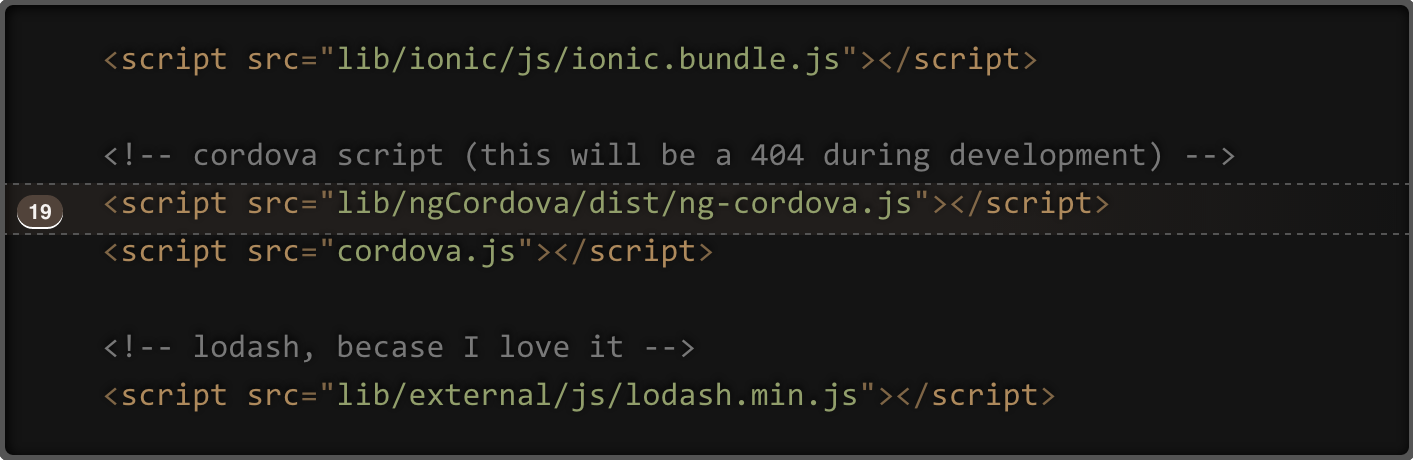 <script src="lib/ionic/js/ionic.bundle.js"></script>
<!-- cordova script (this will be a 404 during development) -->
19 <script src="lib/ngCordova/dist/ng-cordova.js"></script>
<script src="cordova.js"></script>
<!-- lodash, becase I love it -->
<script src="lib/external/js/lodash.min.js"></script>